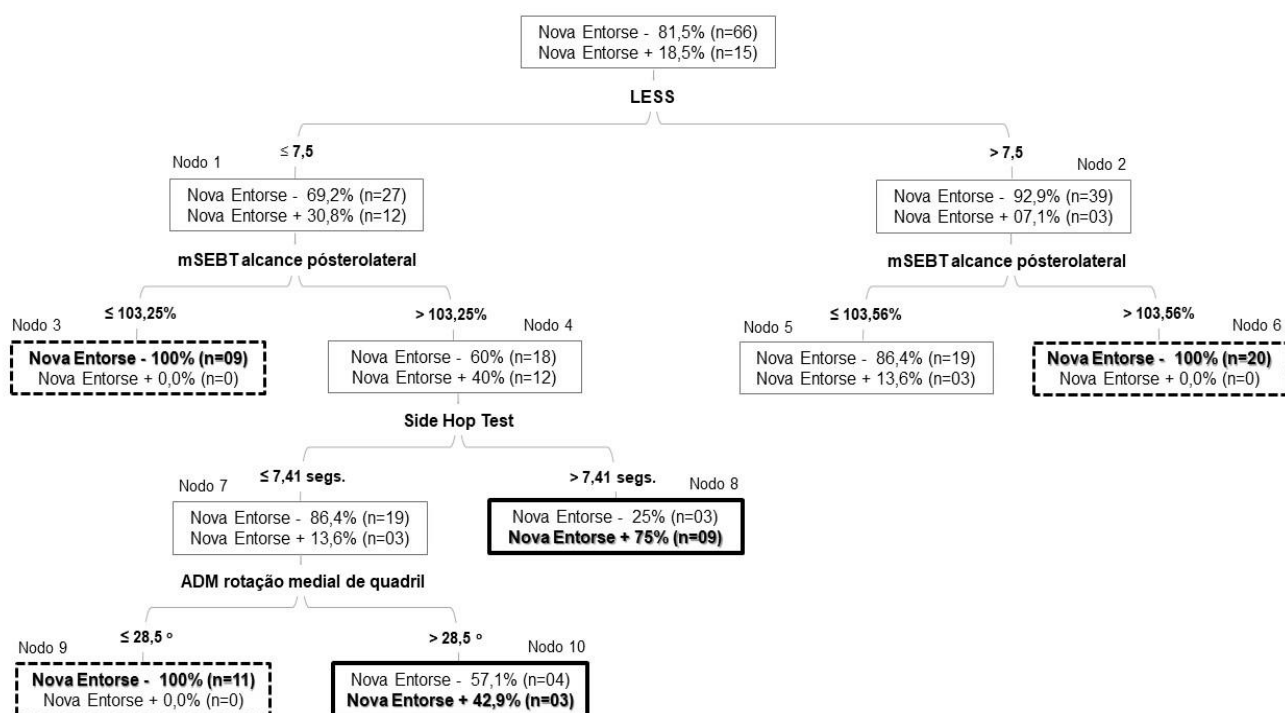 Nova Entorse - 81,5% (n=66)
Nova Entorse + 18,5% (n=15)
LESS
≤ 7,5
Nodo 1
Nova Entorse - 69,2% (n=27)
Nova Entorse + 30,8% (n=12)
> 7,5
Nodo 2
Nova Entorse - 92,9% (n=39)
Nova Entorse + 07,1% (n=03)
mSEBT alcance pósterolateral
mSEBT alcance pósterolateral
≤ 103,25%
Nodo 3
Nova Entorse - 100% (n=09)
Nova Entorse + 0,0% (n=0)
> 103,25%
Nodo 4
Nova Entorse - 60% (n=18)
Nova Entorse + 40% (n=12)
≤ 103,56%
Nodo 5
Nova Entorse - 86,4% (n=19)
Nova Entorse + 13,6% (n=03)
> 103,56%
Nodo 6
Nova Entorse - 100% (n=20)
Nova Entorse + 0,0% (n=0)
Side Hop Test
≤ 7,41 segs.
Nodo 7
Nova Entorse - 86,4% (n=19)
Nova Entorse + 13,6% (n=03)
> 7,41 segs.
Nodo 8
Nova Entorse - 25% (n=03)
Nova Entorse + 75% (n=09)
ADM rotação medial de quadril
≤ 28,5 º
Nodo 9
Nova Entorse - 100% (n=11)
Nova Entorse + 0,0% (n=0)
> 28,5 º
Nodo 10
Nova Entorse - 57,1% (n=04)
Nova Entorse + 42,9% (n=03)